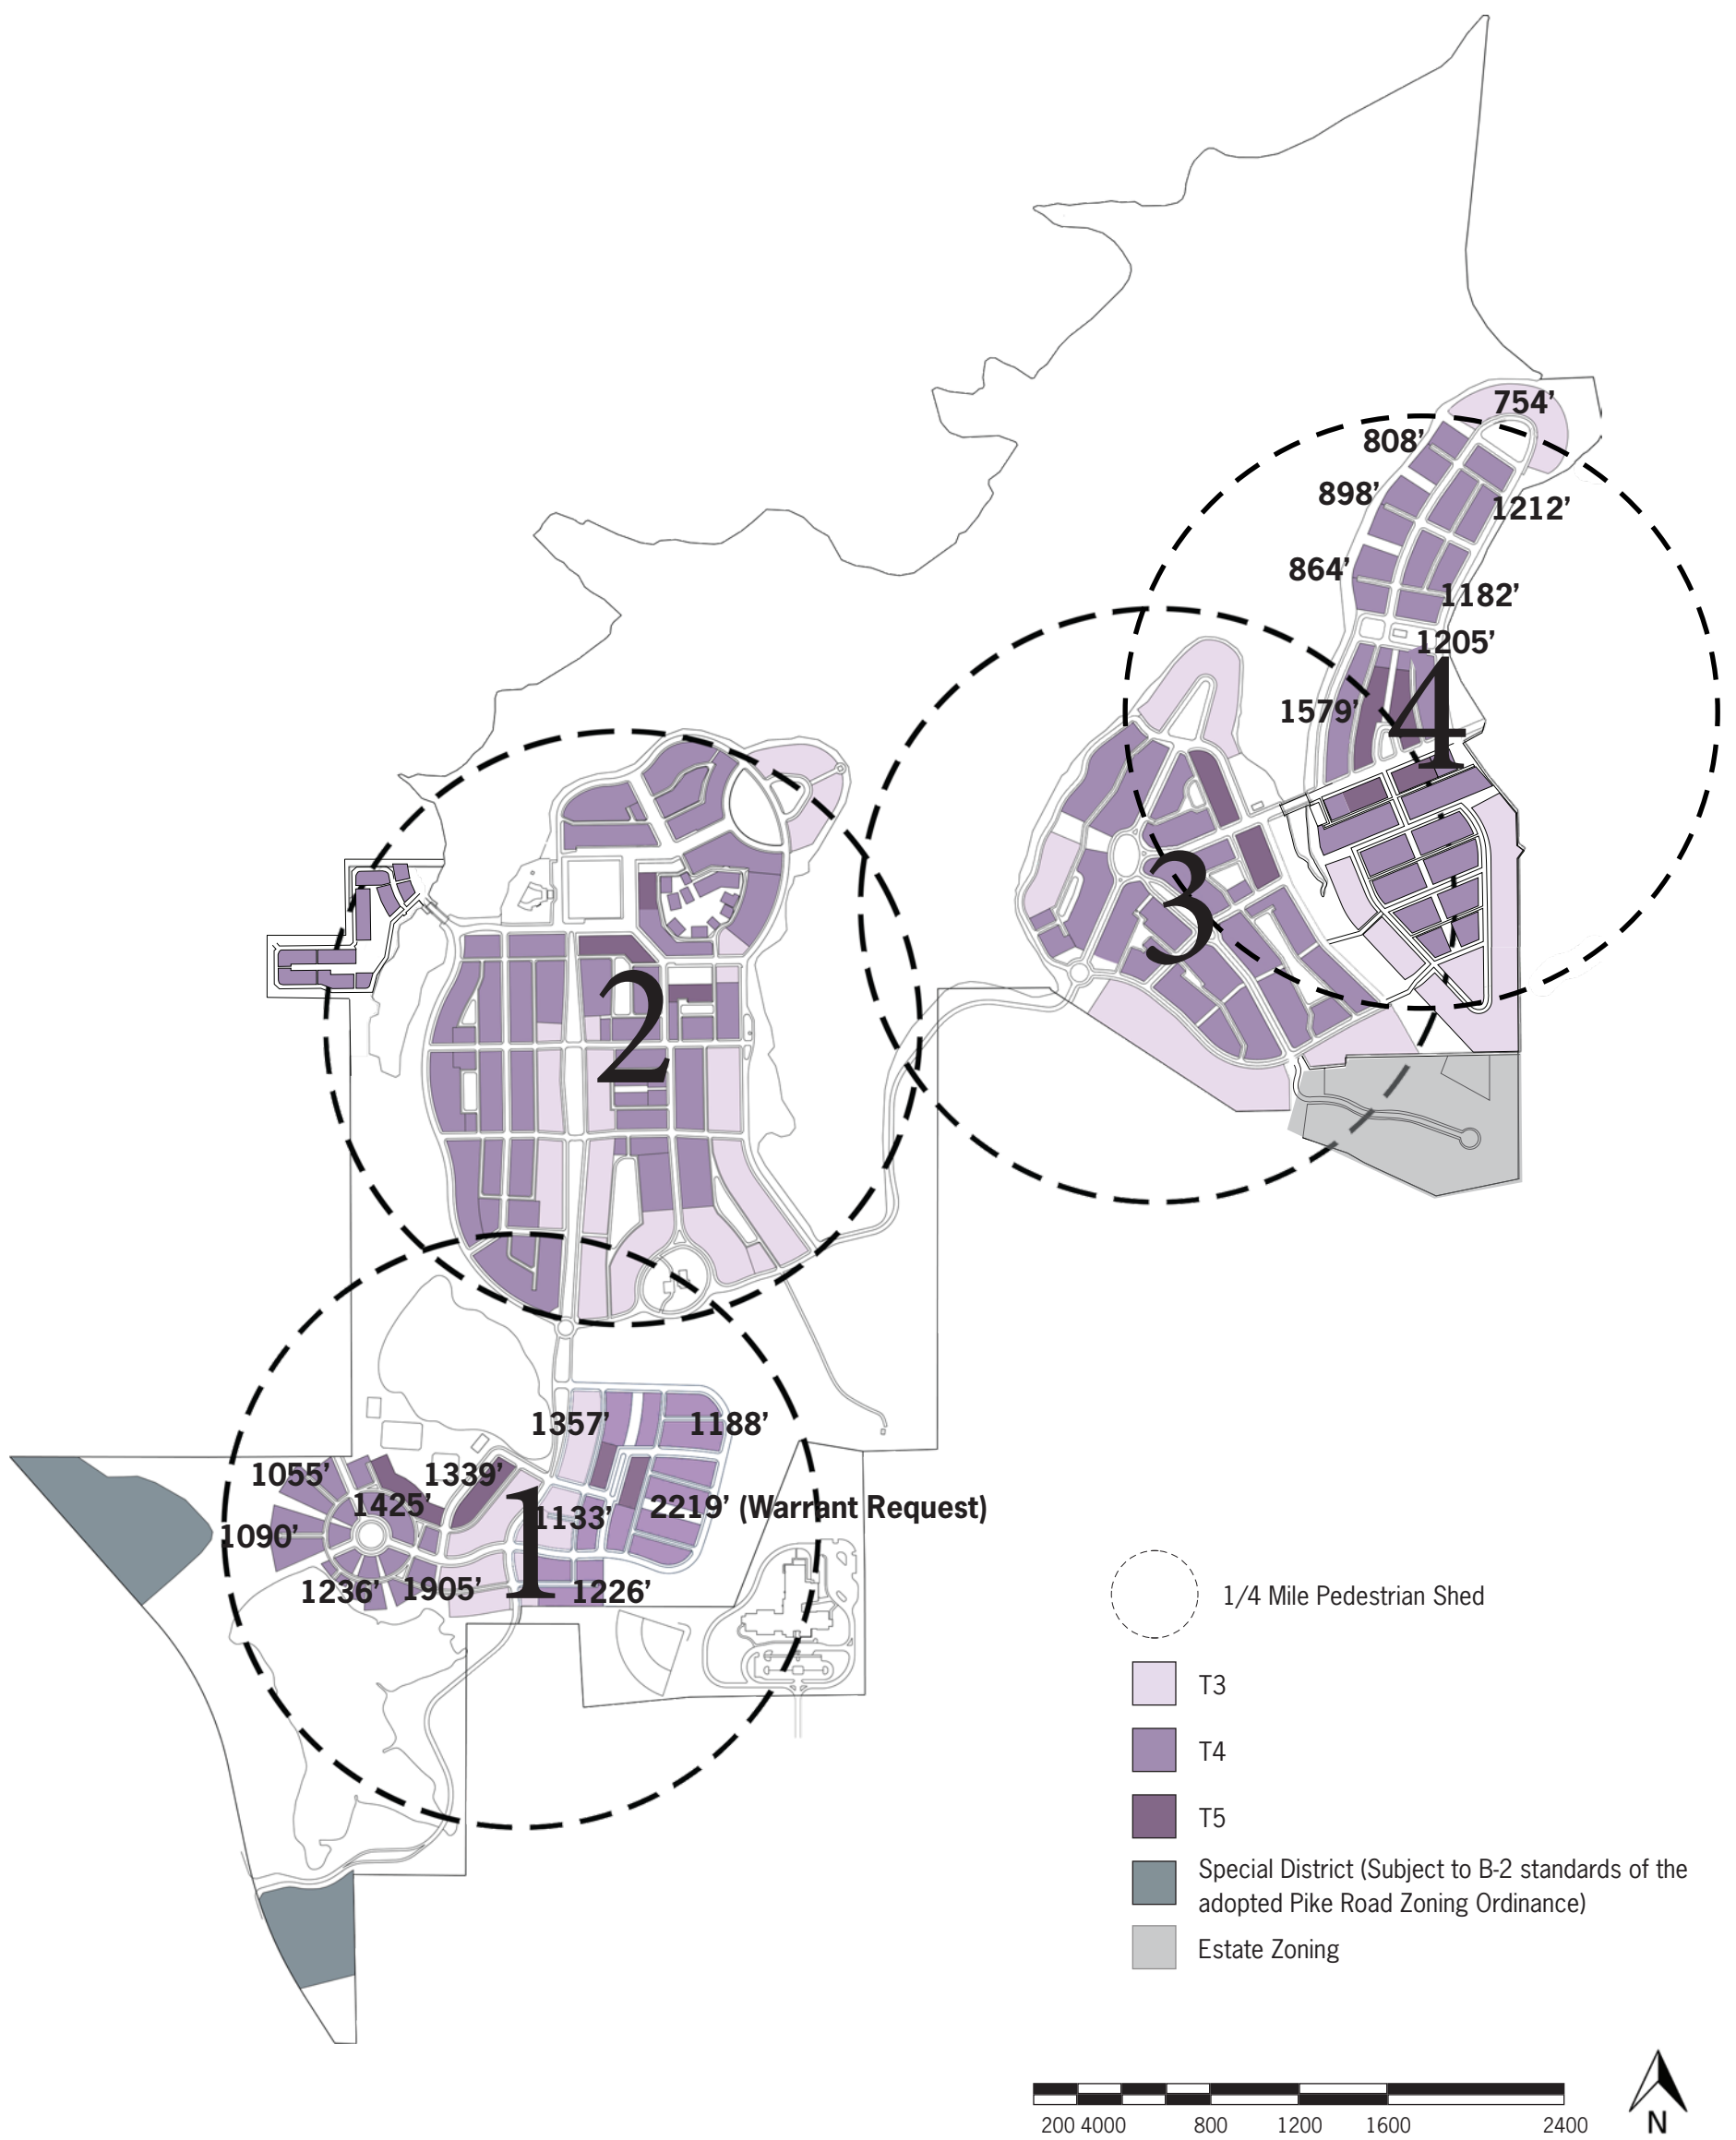 754’
808’
898’
1212’
864’
1182’
1205’
1579’
4
3
2
1357’
1188’
1055’
1339’
1425’
1133’
2219’ (Warrant Request)
1090’
1
1236’
1905’
1226’
1/4 Mile Pedestrian Shed
T3
T4
T5
Special District (Subject to B-2 standards of the
adopted Pike Road Zoning Ordinance)
Estate Zoning
200 4000 800 1200 1600 2400
N